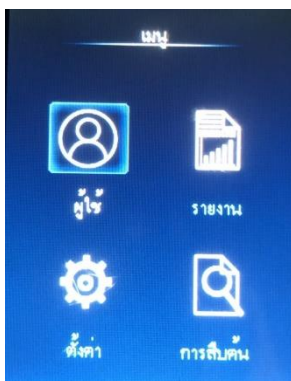 เมนู
ผู้ใช้
รายงาน
ตั้งค่า
การสืบค้น